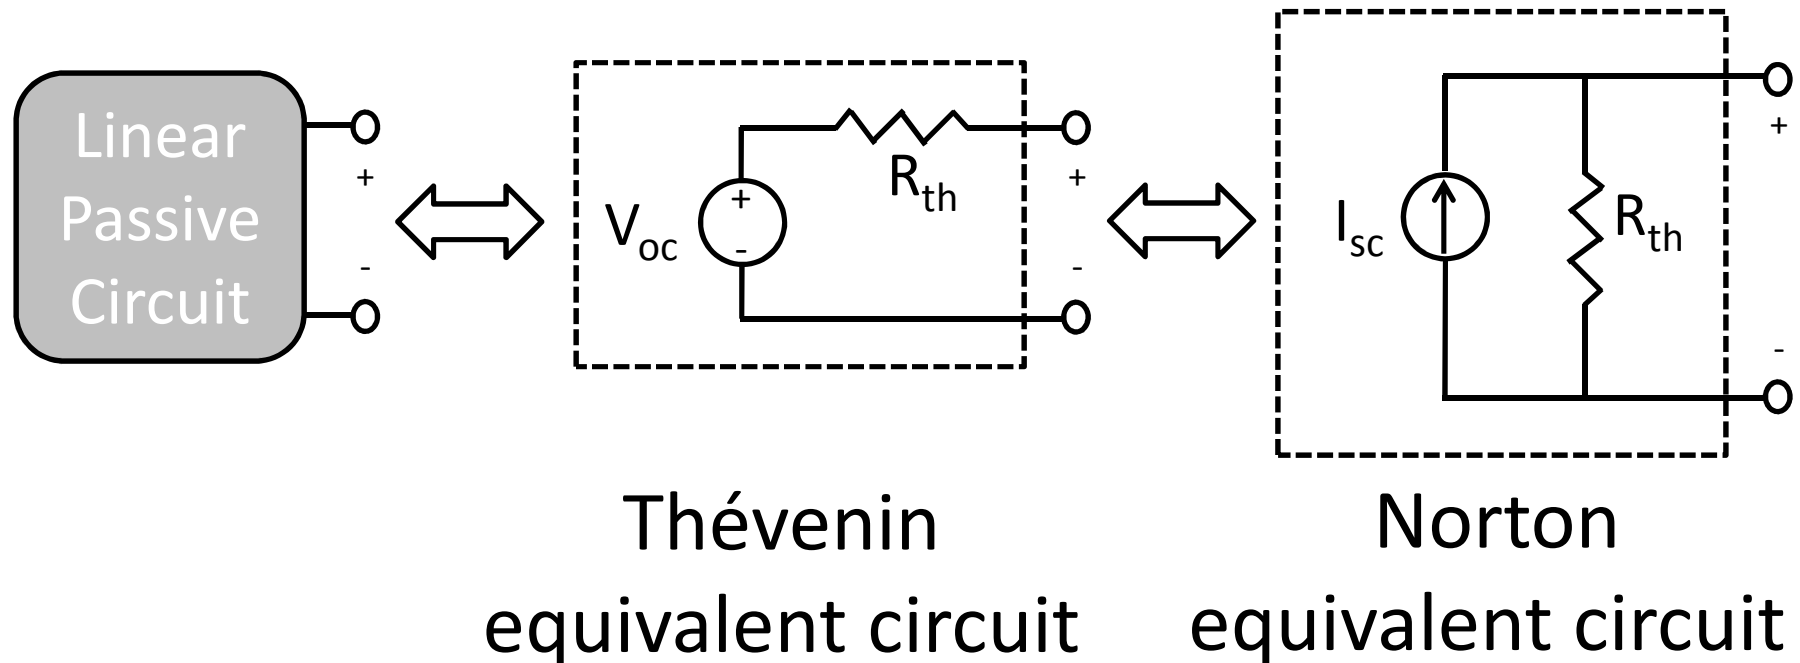 Linear
Passive
Circuit
+
-
V_oc
+
-
R_th
+
-
I_sc
R_th
+
-
Thévenin
equivalent circuit
Norton
equivalent circuit